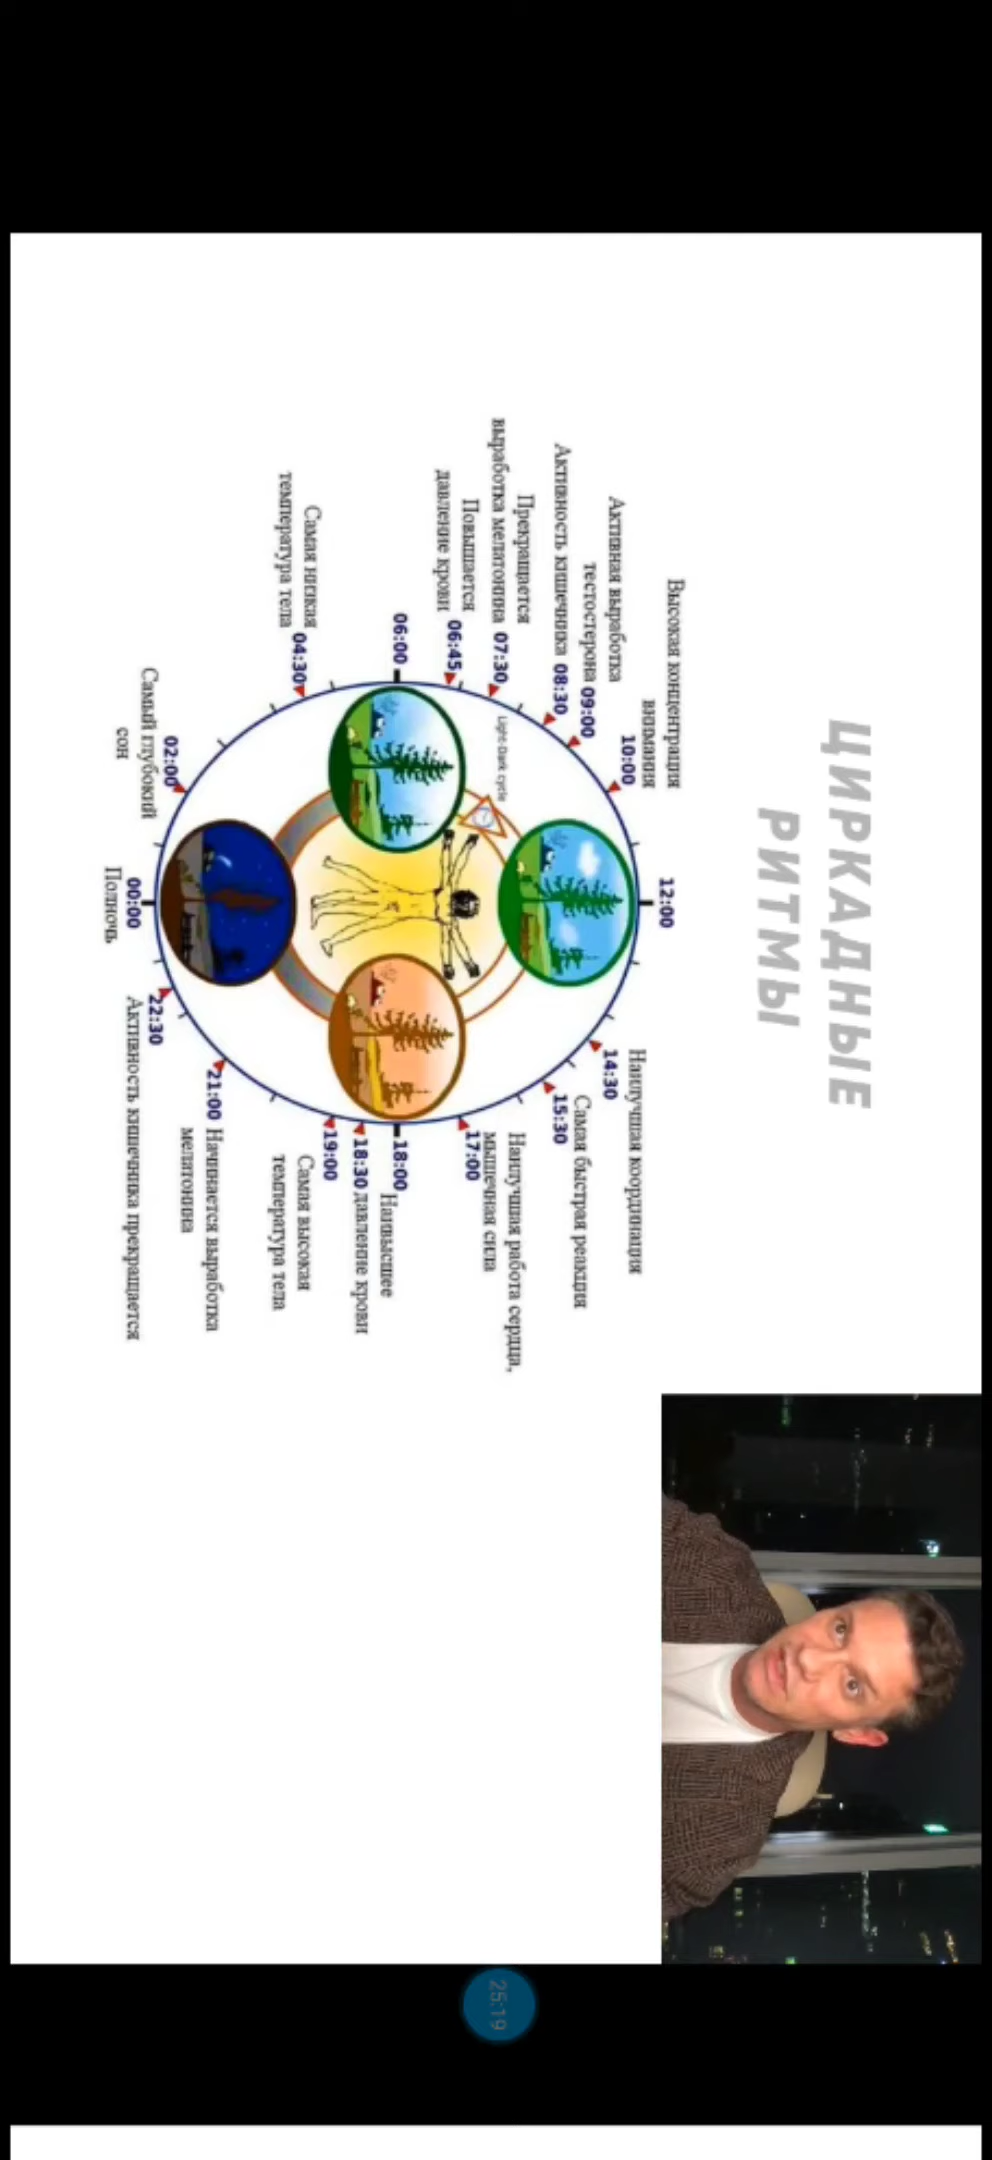 ЦИРКАДНЫЕ
РИТМЫ
12:00
Высокая концентрация
внимания
10:00
Активная выработка
тестостерона 09:00
Активность кишечника 08:30
Прекращается
выработка мелатонина 07:30
Повышается
давление крови 06:45
06:00
Самая низкая
температура тела 04:30
02:00
Самый глубокий
сон
00:00
Полночь
Light-Dark cycle
14:30
Наилучшая координация
15:30
Самая быстрая реакция
17:00
Наилучшая работа сердца,
мышечная сила
18:00
Наивысшее
18:30 давление крови
19:00
Самая высокая
температура тела
21:00 Начинается выработка
мелатонина
22:30
Активность кишечника прекращается
25:19